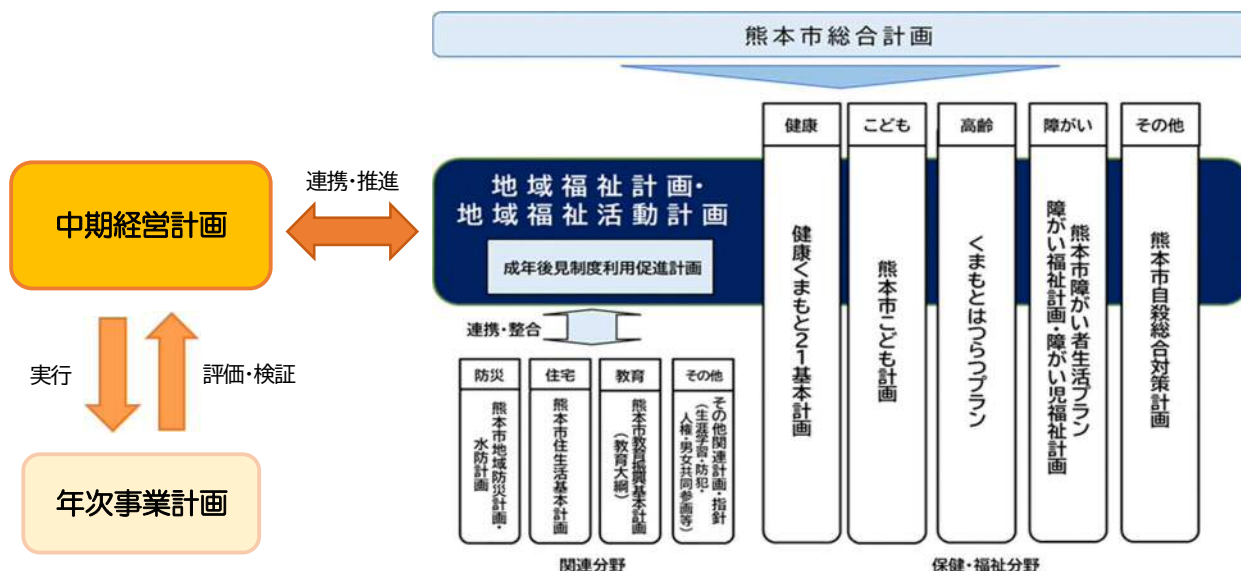 熊本市総合計画
健康
こども
高齢
障がい
その他
中期経営計画
連携・推進
地域福祉計画・
地域福祉活動計画
成年後見制度利用促進計画
健康くまもと21基本計画
熊本市こども計画
くまもとはつらつプラン
熊本市障がい者生活プラン
障がい福祉計画・障がい児福祉計画
熊本市自殺総合対策計画
連携・整合
実行
評価・検証
年次事業計画
防災
住宅
教育
その他
熊本市地域防災計画・
水防計画
熊本市住生活基本計画
熊本市教育振興基本計画
(教育大綱)
その他関連計画・指針
(生涯学習・防犯・
人権・男女共同参画等)
関連分野
保健・福祉分野